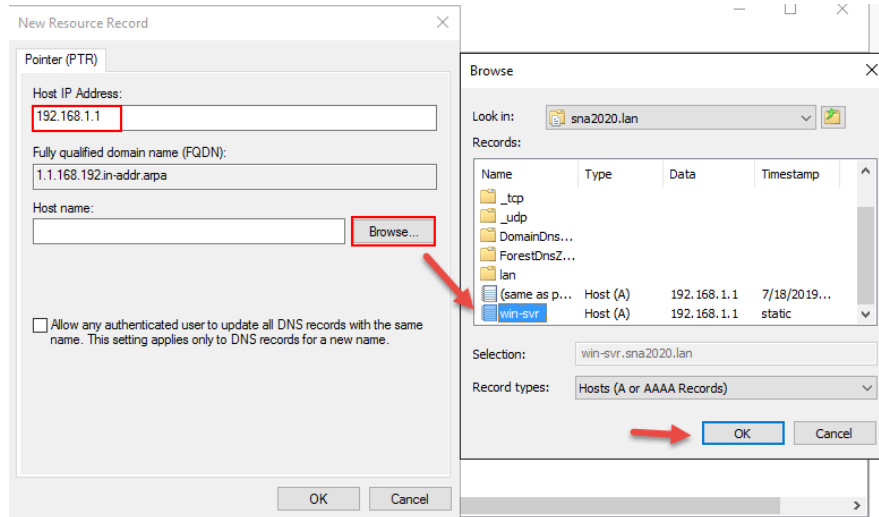 New Resource Record
Pointer (PTR)
Host IP Address:
192.168.1.1
Fully qualified domain name (FQDN):
1.1.168.192.in-addr.arpa
Host name:
Browse...
Allow any authenticated user to update all DNS records with the same
name. This setting applies only to DNS records for a new name.
OK Cancel
Browse
Look in: sna2020.lan
Records:
Name Type Data Timestamp
_tcp
_udp
DomainDns...
ForestDnsZ...
lan
(same as p... Host (A) 192.168.1.1 7/18/2019...
win-svr Host (A) 192.168.1.1 static
Selection: win-svr.sna2020.lan
Record types: Hosts (A or AAAA Records)
OK Cancel